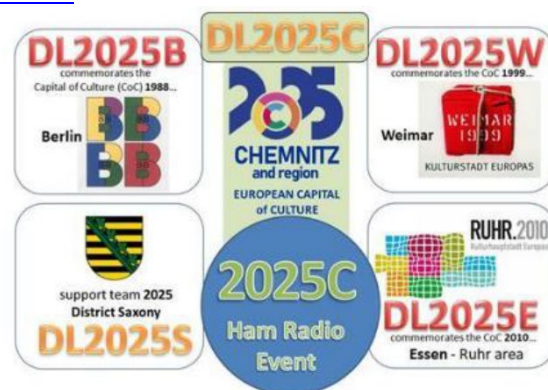 DL2025B
commemorates the
Capital of Culture (CoC) 1988...
Berlin
DL2025C
2025
CHEMNITZ
and region
EUROPEAN CAPITAL
of CULTURE
DL2025W
commemorates the CoC 1999...
Weimar
WEIMAR
1999
KULTURSTADT EUROPAS
support team 2025
District Saxony
DL2025S
2025C
Ham Radio
Event
RUHR.2010
Kulturhauptstadt Europas
DL2025E
commemorates the CoC 2010...
Essen - Ruhr area